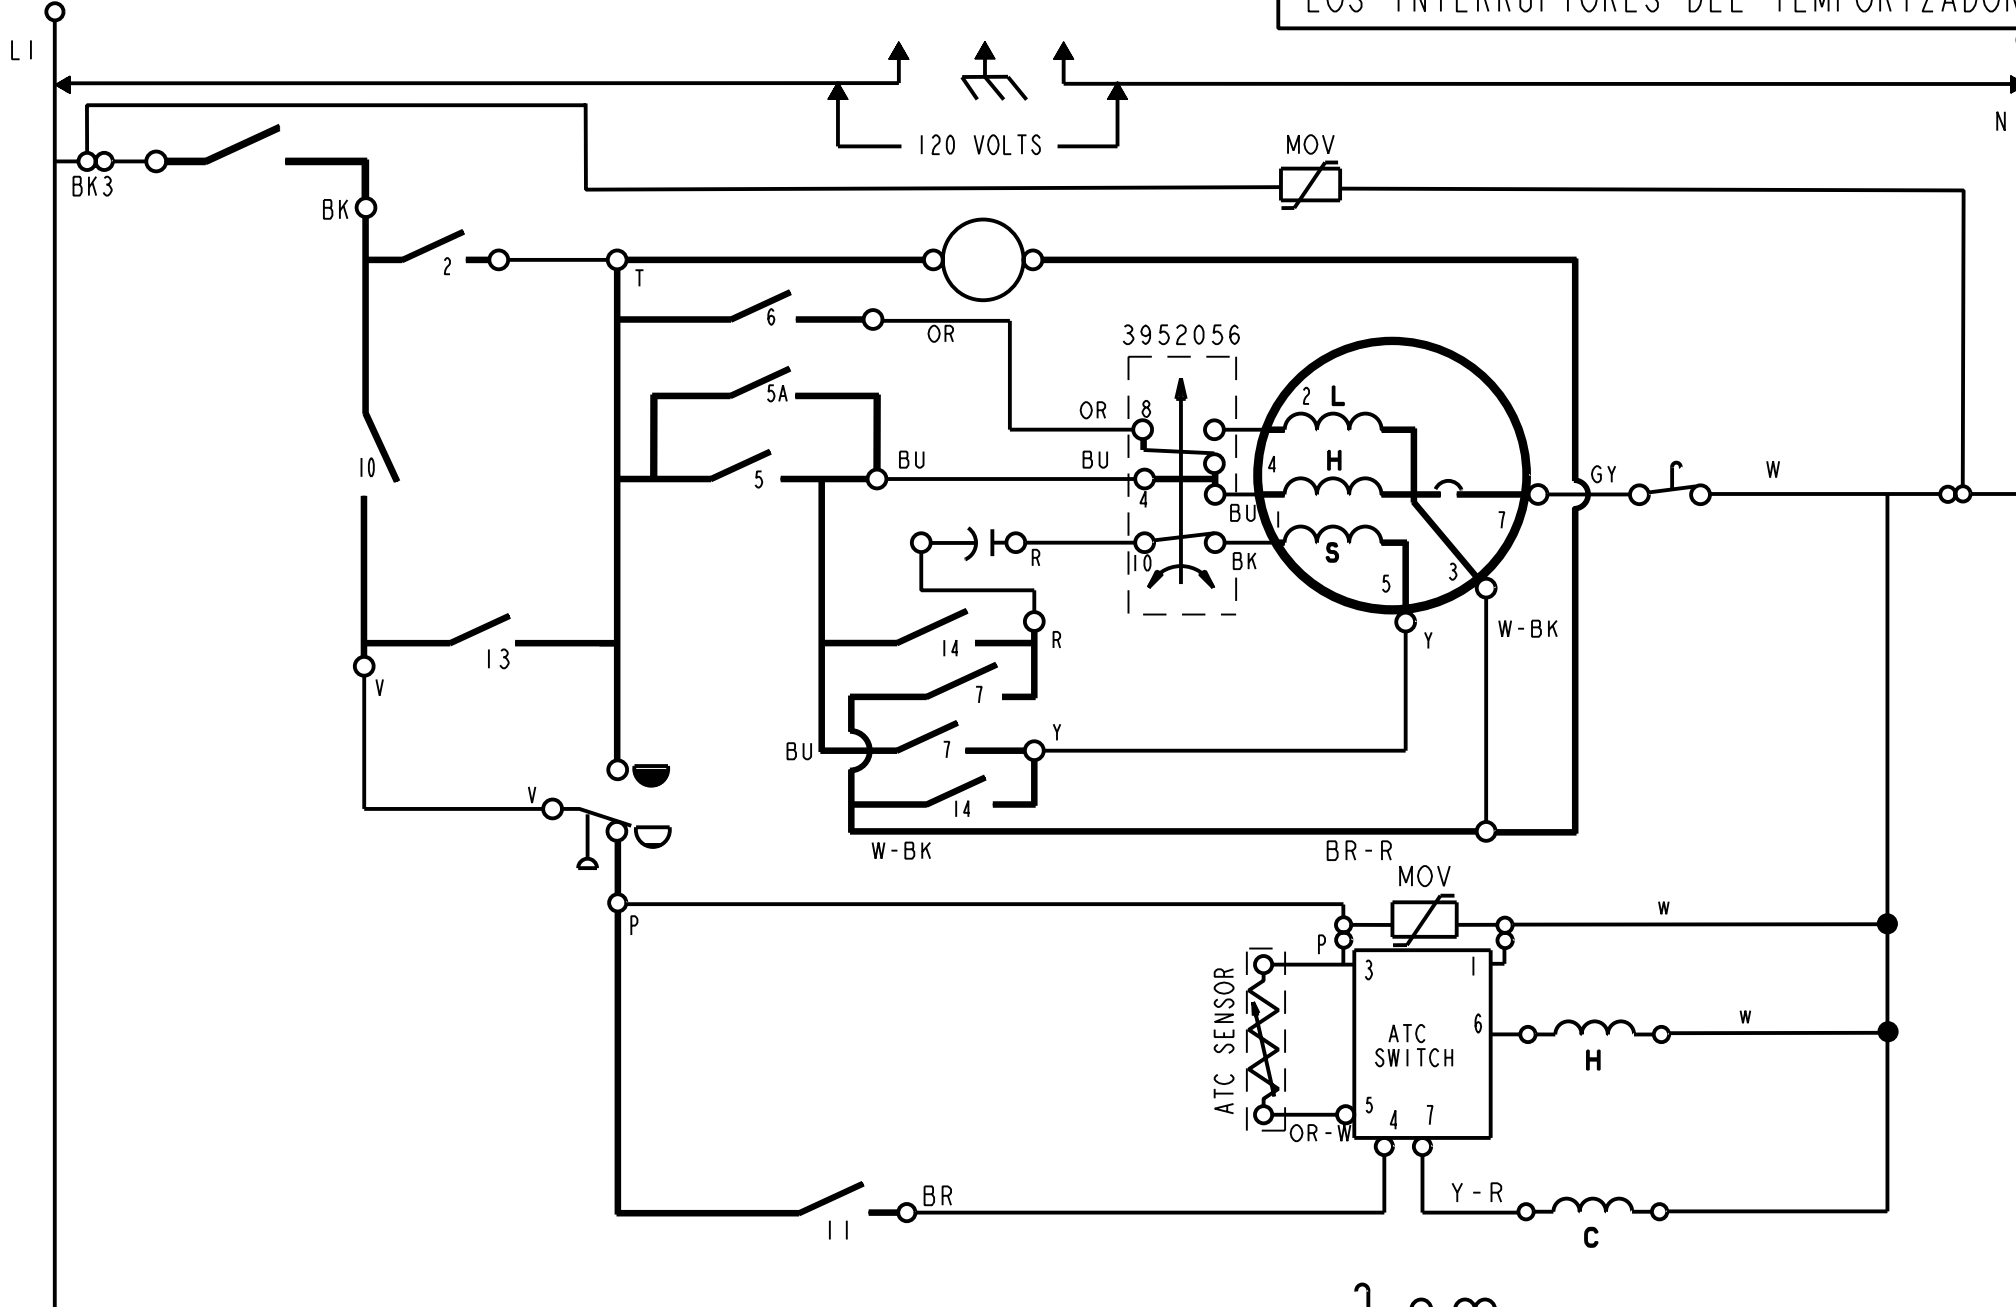 LOS INTERRUPTORES DEL TEMPORIZADOR
L1
N
120 VOLTS
MOV
BK3
BK
2
T
6
OR
3952056
5A
OR
8
2
L
10
5
BU
BU
4
H
GY
W
4
BU
1
7
R
10
BK
S
5
3
13
14
R
Y
W-BK
V
7
BU
7
Y
V
14
W-BK
BR-R
MOV
P
P
W
ATC SENSOR
3
1
6
ATC
SWITCH
W
H
5
4
7
OR-W
BR
Y-R
11
C